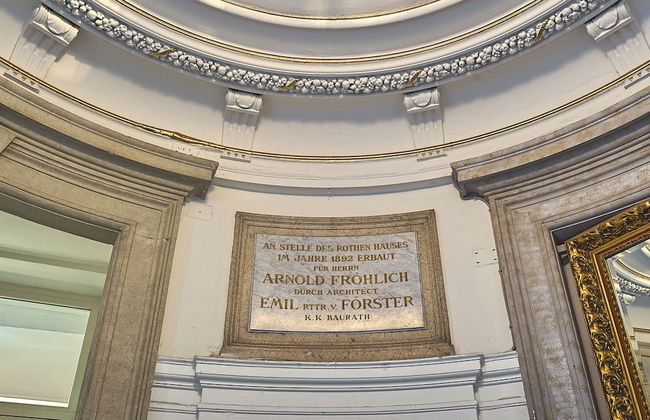 AN STELLE DES ROTHEN HAUSES
IM JAHRE 1892 ERBAUT
FÜR HERRN
ARNOLD FRÖHLICH
DURCH ARCHITECT
EMIL RTTR. V. FÖRSTER
K. K. BAURATH